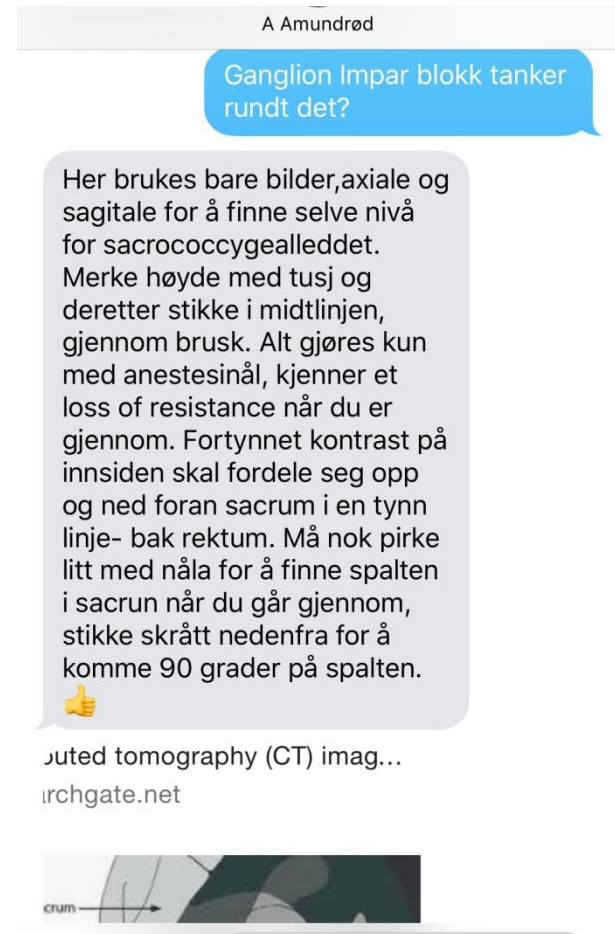 A Amundrød
Ganglion Impar blokk tanker
rundt det?
Her brukes bare bilder,axiale og
sagitale for å finne selve nivå
for sacrococcygealleddet.
Merke høyde med tusj og
deretter stikke i midtlinjen,
gjennom brusk. Alt gjøres kun
med anestesinål, kjenner et
loss of resistance når du er
gjennom. Fortynnet kontrast på
innsiden skal fordele seg opp
og ned foran sacrum i en tynn
linje- bak rektum. Må nok pirke
litt med nåla for å finne spalten
i sacrun når du går gjennom,
stikke skrått nedenfra for å
komme 90 grader på spalten.
👍
outed tomography (CT) imag...
archgate.net
crum